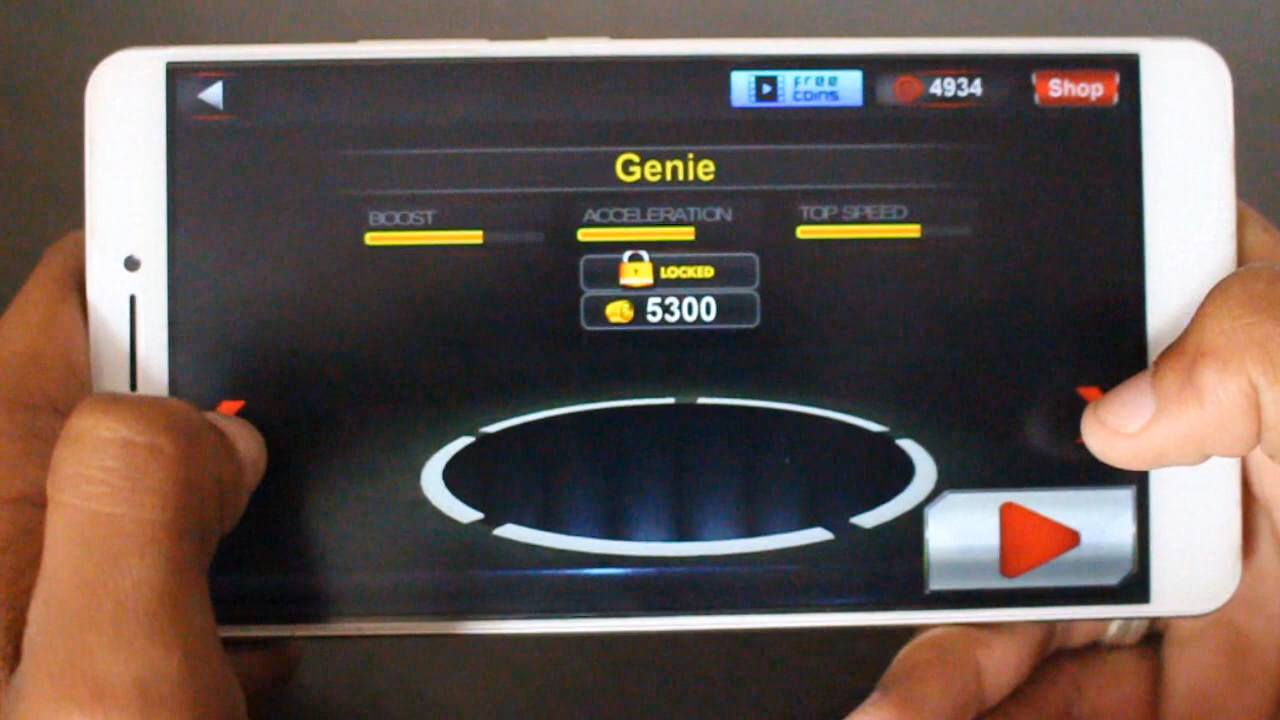 free
coins
4934
Shop
Genie
BOOST
ACCELERATION
TOP SPEED
LOCKED
5300